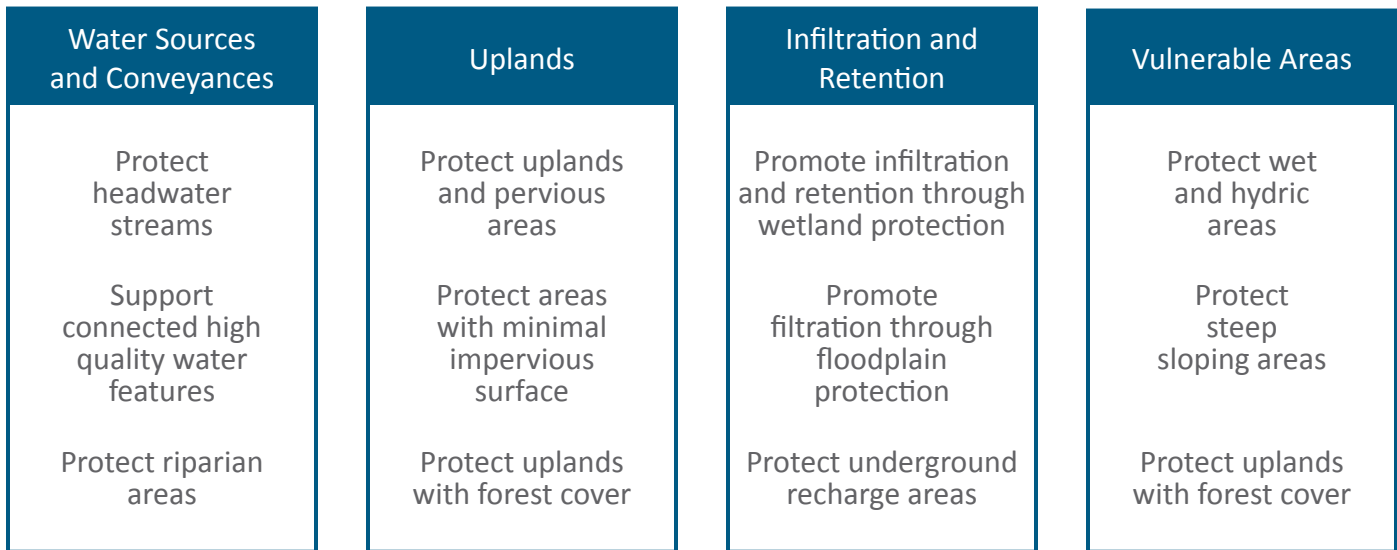 Water Sources
and Conveyances
Protect
headwater
streams
Support
connected high
quality water
features
Protect riparian
areas
Uplands
Protect uplands
and pervious
areas
Protect areas
with minimal
impervious
surface
Protect uplands
with forest cover
Infiltration and
Retention
Promote infiltration
and retention through
wetland protection
Promote
filtration through
floodplain
protection
Protect underground
recharge areas
Vulnerable Areas
Protect wet
and hydric
areas
Protect
steep
sloping areas
Protect uplands
with forest cover